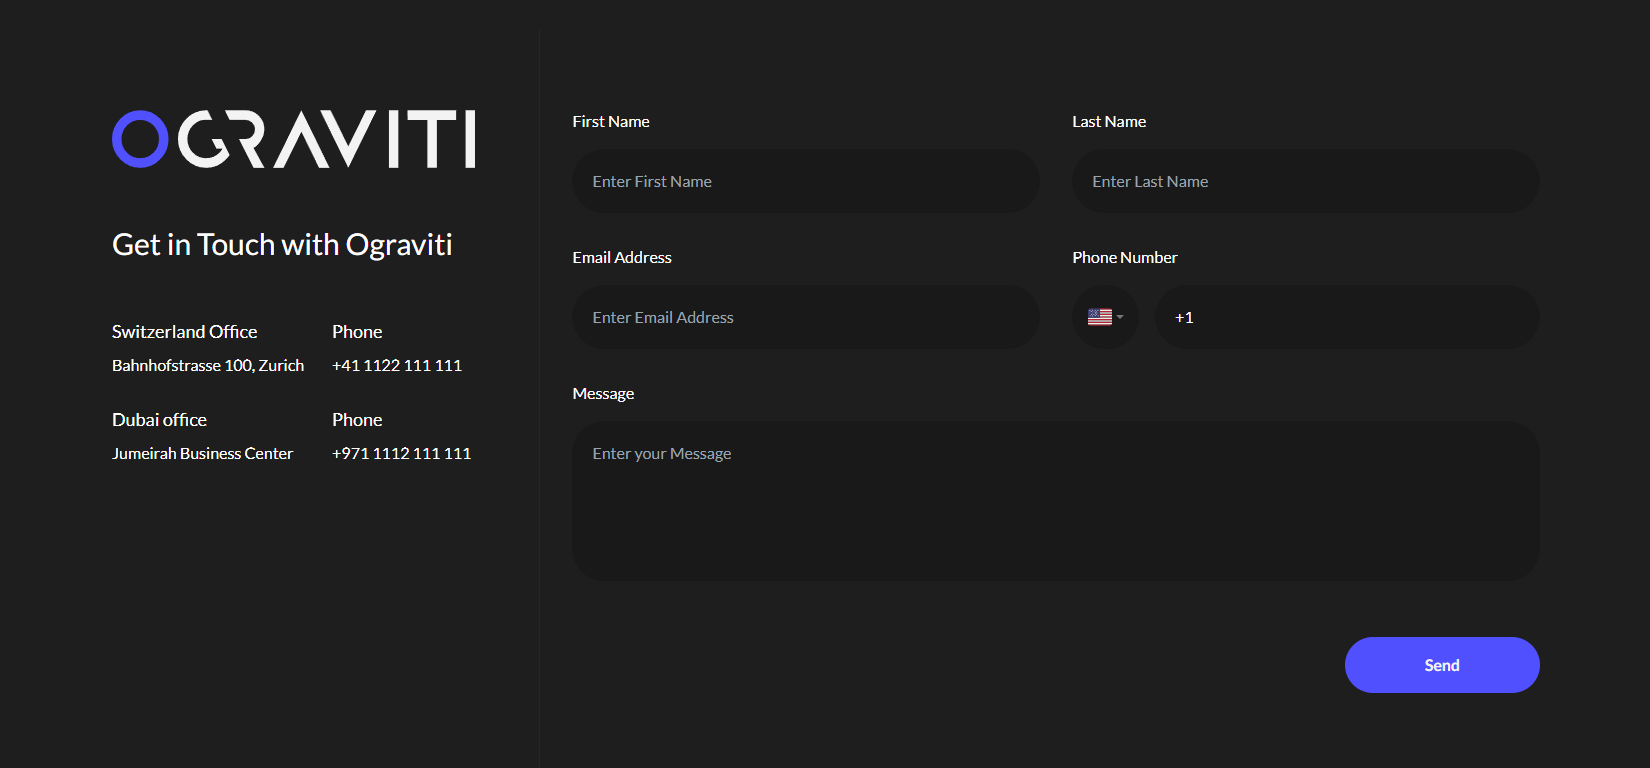 OGRAVITI
Get in Touch with Ograviti
Switzerland Office
Bahnhofstrasse 100, Zurich
Phone
+41 1122 111 111
Dubai office
Jumeirah Business Center
Phone
+971 1112 111 111
First Name
Enter First Name
Last Name
Enter Last Name
Email Address
Enter Email Address
Phone Number
+1
Message
Enter your Message
Send